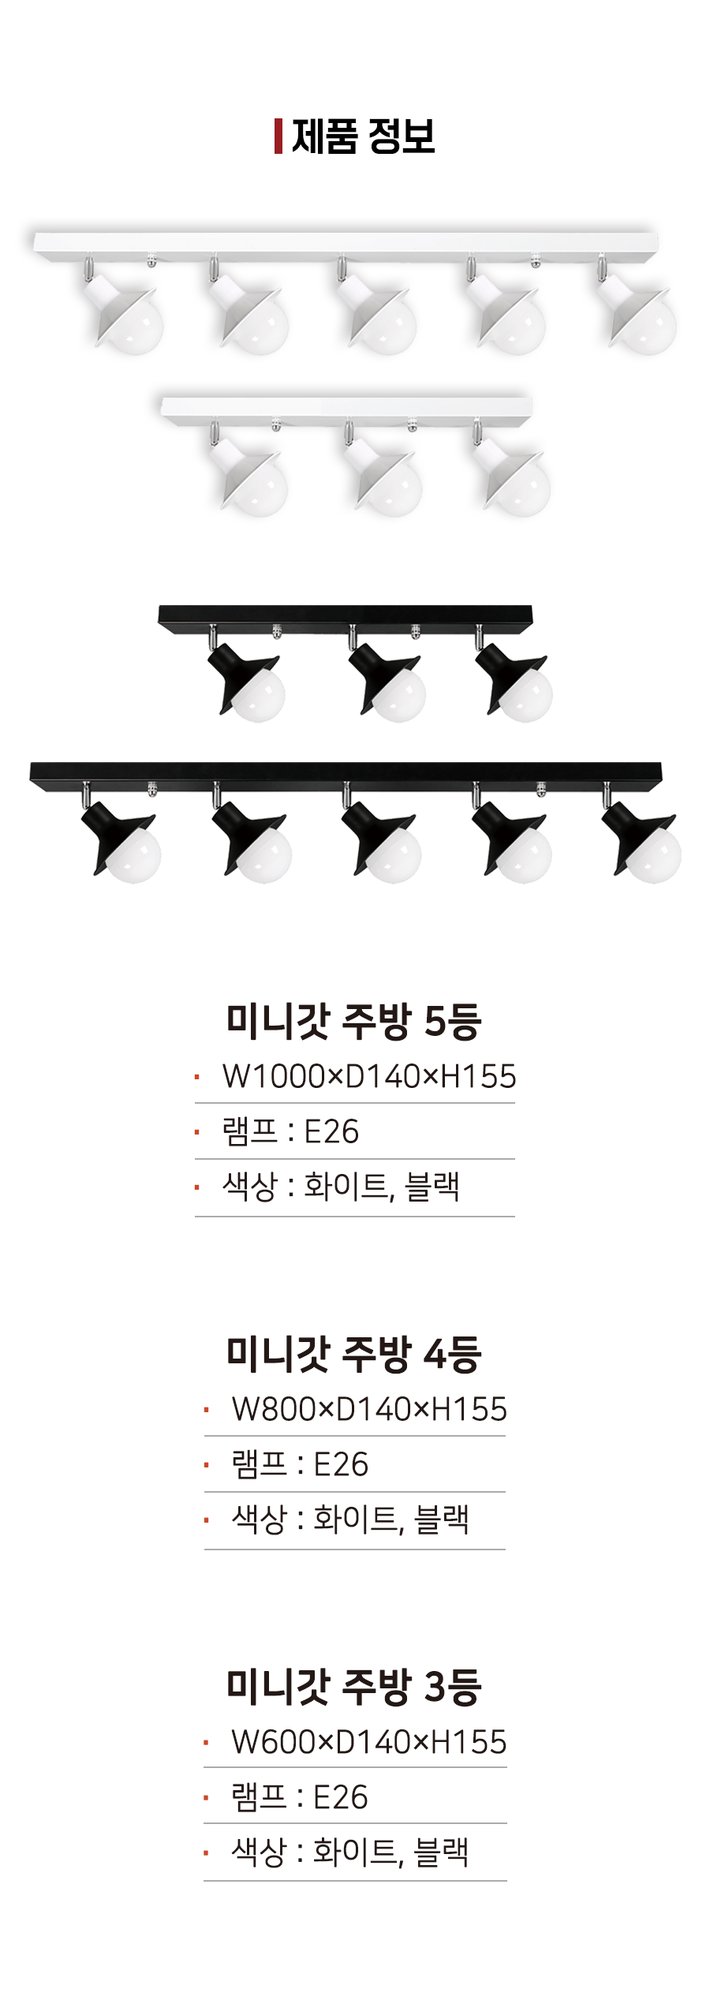 제품 정보
미니갓 주방 5등
· W1000×D140×H155
· 램프 : E26
· 색상 : 화이트, 블랙
미니갓 주방 4등
· W800×D140×H155
· 램프 : E26
· 색상 : 화이트, 블랙
미니갓 주방 3등
· W600×D140×H155
· 램프 : E26
· 색상 : 화이트, 블랙